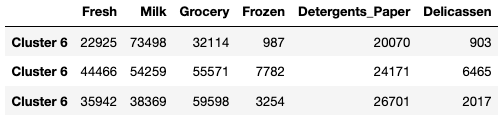 Fresh Milk Grocery Frozen Detergents_Paper Delicassen
Cluster 6 22925 73498 32114 987 20070 903
Cluster 6 44466 54259 55571 7782 24171 6465
Cluster 6 35942 38369 59598 3254 26701 2017